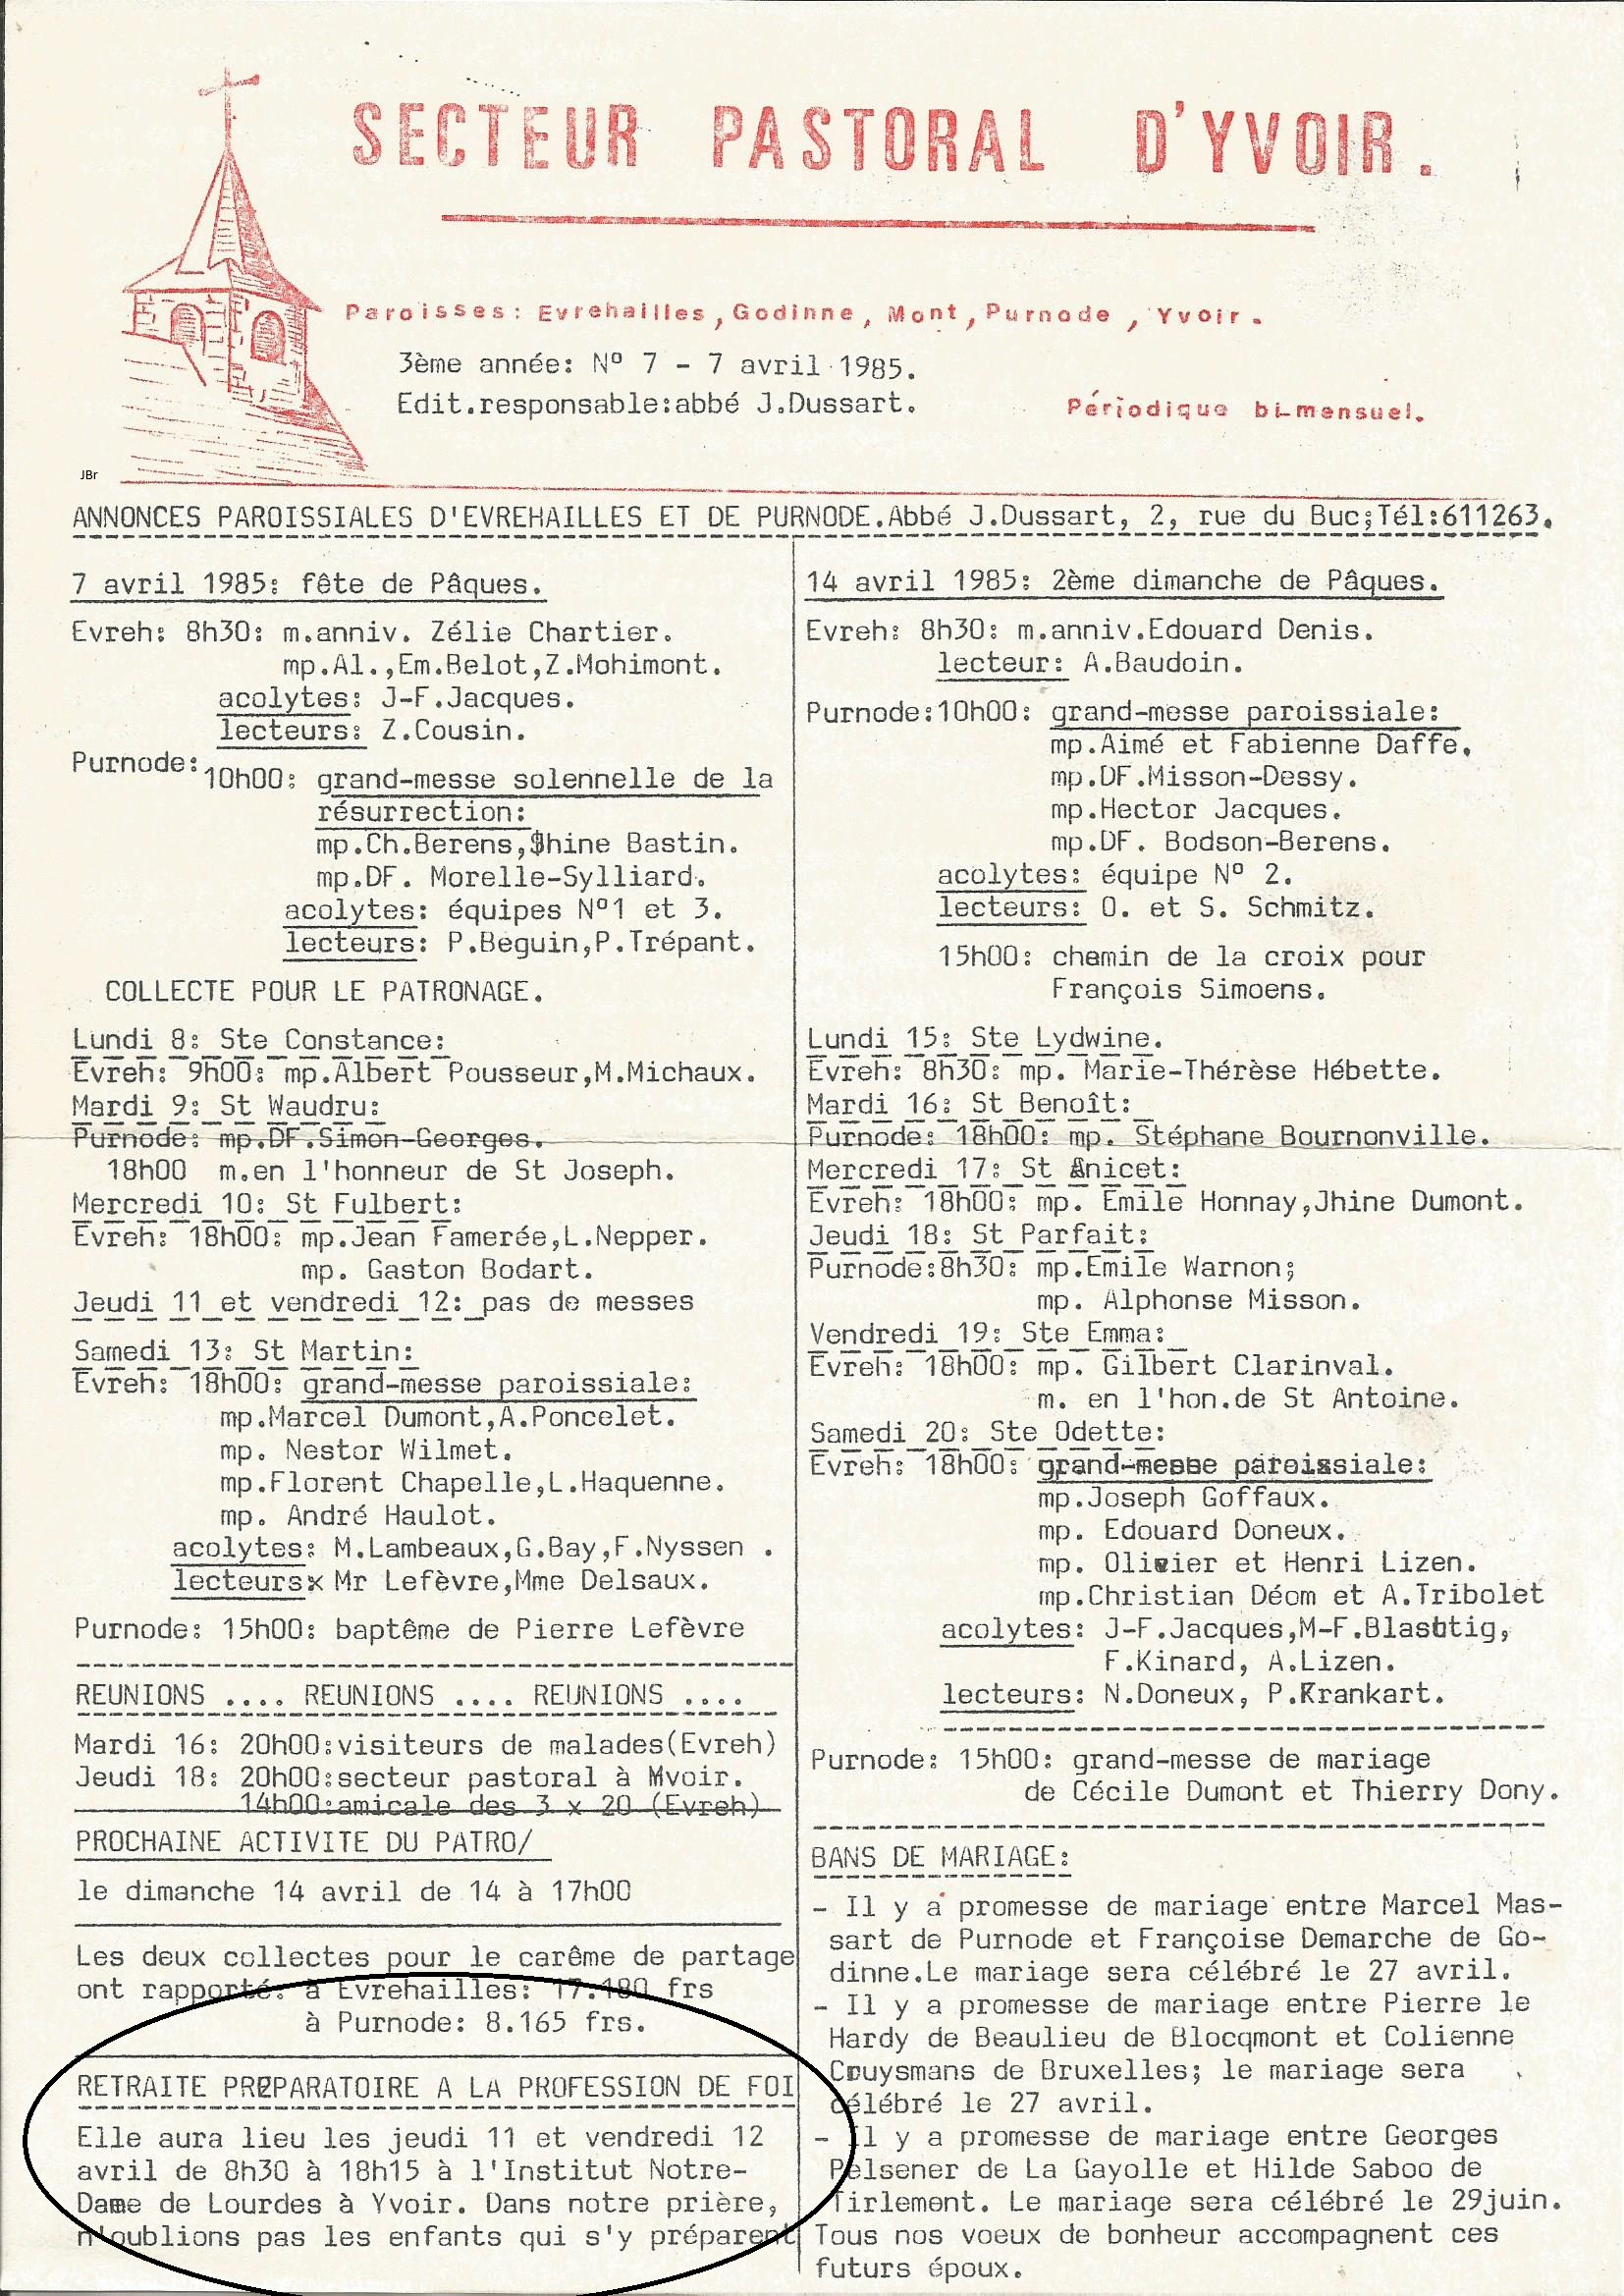 SECTEUR PASTORAL D'YVOIR.
Paroisses: Evrehailles, Godinne, Mont, Purnode, Yvoir.
3ème année: Nº 7 - 7 avril 1985.
Edit.responsable:abbé J.Dussart.
Périodique bi-mensuel.
JBr
ANNONCES PAROISSIALES D'EVREHAILLES ET DE PURNODE.Abbé J.Dussart, 2, rue du Buc;Tél:611263.
7 avril 1985: fête de Pâques.
Evreh: 8h30: m.anniv. Zélie Chartier.
mp.Al.,Em.Belot,Z.Mohimont.
acolytes: J-F.Jacques.
lecteurs: Z.Cousin.
Purnode:
10h00: grand-messe solennelle de la
résurrection:
mp.Ch.Berens, Bastin.
mp.DF. Morelle-Sylliard.
acolytes: équipes Nº1 et 3.
lecteurs: P.Beguin,P.Trépant.
COLLECTE POUR LE PATRONAGE.
Lundi 8: Ste Constance:
Evreh: 9h00: mp.Albert Pousseur,M.Michaux.
Mardi 9: St Waudru:
Purnode: mp.DF.Simon-Georges.
18h00 m.en l'honneur de St Joseph.
Mercredi 10: St Fulbert:
Evreh: 18h00: mp.Jean Famerée,L.Nepper.
mp. Gaston Bodart.
Jeudi 11 et vendredi 12: pas de messes
Samedi 13: St Martin:
Evreh: 18h00: grand-messe paroissiale:
mp.Marcel Dumont,A.Poncelet.
mp. Nestor Wilmet.
mp.Florent Chapelle,L.Haquenne.
mp. André Haulot.
acolytes: M.Lambeaux,G.Bay,F.Nyssen .
lecteurs: Mr Lefèvre,Mme Delsaux.
Purnode: 15h00: baptême de Pierre Lefèvre
REUNIONS .... REUNIONS .... REUNIONS ....
Mardi 16: 20h00:visiteurs de malades(Evreh)
Jeudi 18: 20h00:secteur pastoral à Yvoir.
14h00:amicale des 3 x 20 (Evreh)
PROCHAINE ACTIVITE DU PATRO/
le dimanche 14 avril de 14 à 17h00
Les deux collectes pour le carême de partage
ont rapporté: à Evrehailles: 17.180 frs
à Purnode: 8.165 frs.
RETRAITE PREPARATOIRE A LA PROFESSION DE FOI
Elle aura lieu les jeudi 11 et vendredi 12
avril de 8h30 à 18h15 à l'Institut Notre-
Dame de Lourdes à Yvoir. Dans notre prière,
n'oublions pas les enfants qui s'y préparent
14 avril 1985: 2ème dimanche de Pâques.
Evreh: 8h30: m.anniv.Edouard Denis.
lecteur: A.Baudoin.
Purnode:10h00: grand-messe paroissiale:
mp.Aimé et Fabienne Daffe.
mp.DF.Misson-Dessy.
mp.Hector Jacques.
mp.DF. Bodson-Berens.
acolytes: équipe Nº 2.
lecteurs: O. et S. Schmitz.
15h00: chemin de la croix pour
François Simoens.
Lundi 15: Ste Lydwine.
Evreh: 8h30: mp. Marie-Thérèse Hébette.
Mardi 16: St Benoît:
Purnode: 18h00: mp. Stéphane Bournonville.
Mercredi 17: St Anicet:
Evreh: 18h00: mp. Emile Honnay,Jhine Dumont.
Jeudi 18: St Parfait:
Purnode:8h30: mp.Emile Warnon;
mp. Alphonse Misson.
Vendredi 19: Ste Emma:
Evreh: 18h00: mp. Gilbert Clarinval.
m. en l'hon.de St Antoine.
Samedi 20: Ste Odette:
Evreh: 18h00: grand-messe paroissiale:
mp.Joseph Goffaux.
mp. Edouard Doneux.
mp. Olivier et Henri Lizen.
mp.Christian Déom et A.Tribolet
acolytes: J-F.Jacques,
F.Kinard, A.Lizen.
lecteurs: N.Doneux, P.Krankart.
Purnode: 15h00: grand-messe de mariage
de Cécile Dumont et Thierry Dony.
BANS DE MARIAGE:
- Il y a promesse de mariage entre Marcel Mas-
sart de Purnode et Françoise Demarche de Go-
dinne.Le mariage sera célébré le 27 avril.
- Il y a promesse de mariage entre Pierre le
Hardy de Beaulieu de Blocqmont et Colienne
Cruysmans de Bruxelles; le mariage sera
célébré le 27 avril.
- Il y a promesse de mariage entre Georges
Pelsener de La Gayolle et Hilde Saboo de
Tirlemont. Le mariage sera célébré le 29juin.
Tous nos voeux de bonheur accompagnent ces
futurs époux.